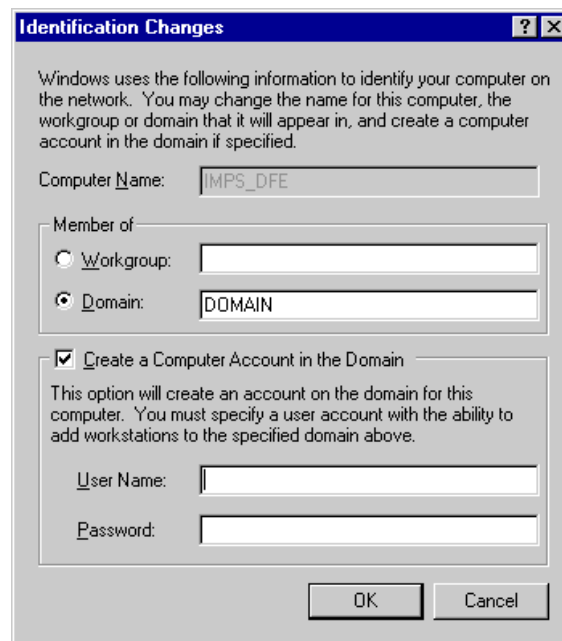 Identification Changes
Windows uses the following information to identify your computer on
the network.  You may change the name for this computer, the
workgroup or domain that it will appear in, and create a computer
account in the domain if specified.
Computer Name: IMPS_DFE
Member of
Workgroup:
Domain: DOMAIN
Create a Computer Account in the Domain
This option will create an account on the domain for this
computer.  You must specify a user account with the ability to
add workstations to the specified domain above.
User Name:
Password:
OK Cancel